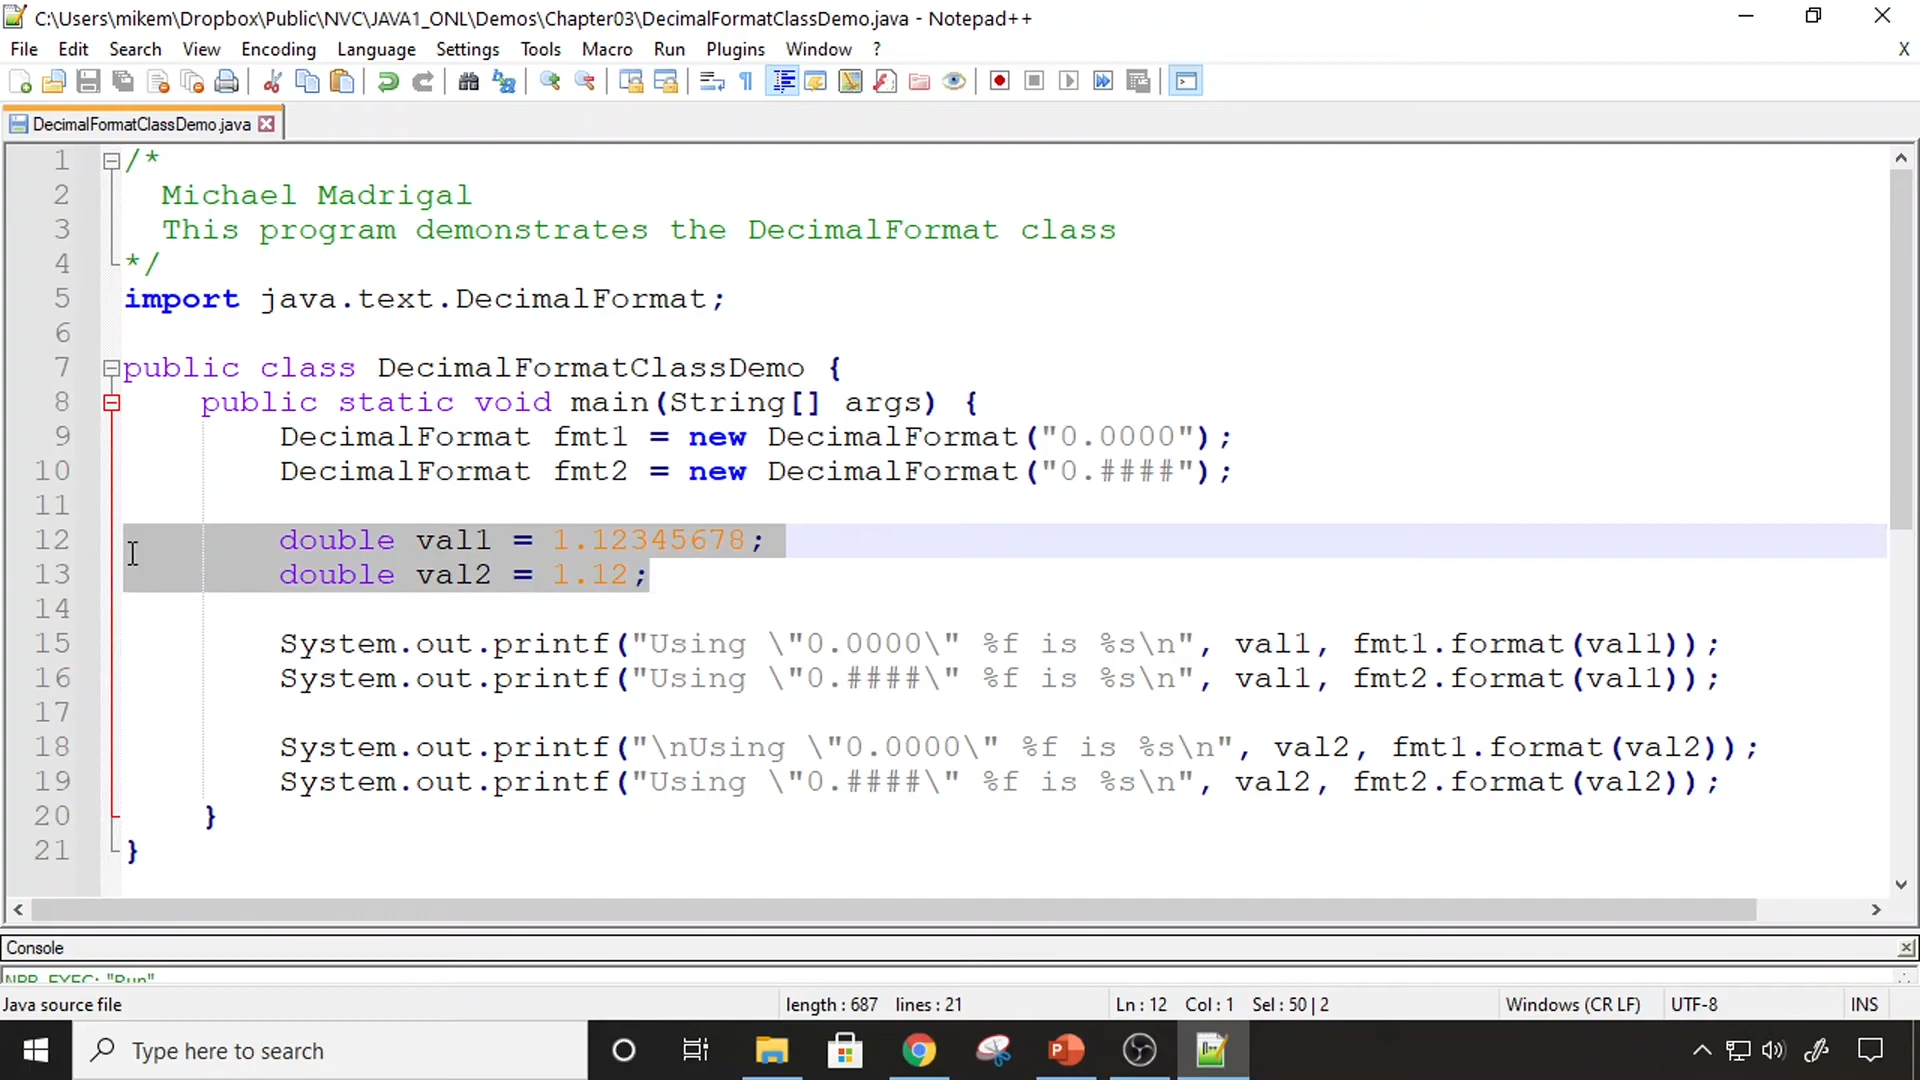 C:\Users\mikem\Dropbox\Public\NVC\JAVA1_ONL\Demos\Chapter03\DecimalFormatClassDemo.java - Notepad++
File Edit Search View Encoding Language Settings Tools Macro Run Plugins Window ? X
DecimalFormatClassDemo.java
1 /*
2 Michael Madrigal
3 This program demonstrates the DecimalFormat class
4 */
5 import java.text.DecimalFormat;
6
7 public class DecimalFormatClassDemo {
8 public static void main(String[] args) {
9 DecimalFormat fmt1 = new DecimalFormat("0.0000");
10 DecimalFormat fmt2 = new DecimalFormat("0.####");
11
12 double val1 = 1.12345678;
13 double val2 = 1.12;
14
15 System.out.printf("Using \"0.0000\" %f is %s\n", val1, fmt1.format(val1));
16 System.out.printf("Using \"0.####\" %f is %s\n", val1, fmt2.format(val1));
17
18 System.out.printf("\nUsing \"0.0000\" %f is %s\n", val2, fmt1.format(val2));
19 System.out.printf("Using \"0.####\" %f is %s\n", val2, fmt2.format(val2));
20 }
21 }
Console
NPP_EXEC: "Run"
Java source file length : 687 lines : 21 Ln : 12 Col : 1 Sel : 50 | 2 Windows (CR LF) UTF-8 INS
Type here to search